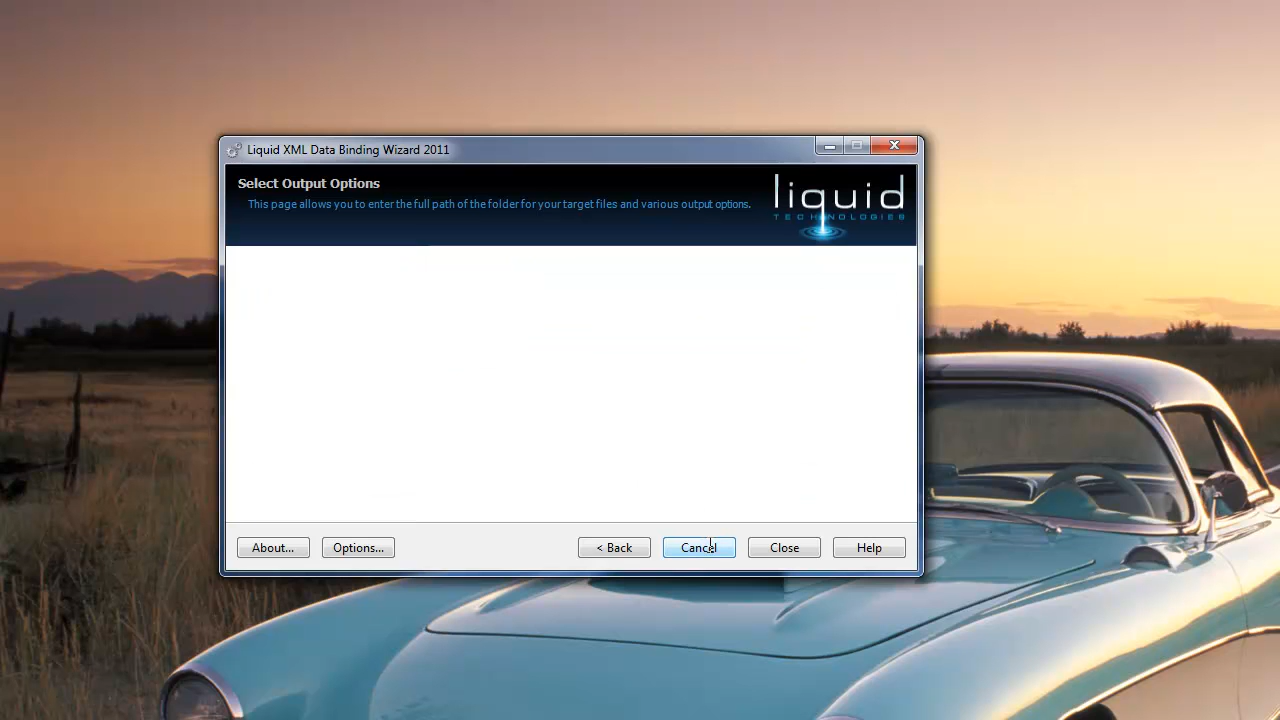 Liquid XML Data Binding Wizard 2011
Select Output Options
This page allows you to enter the full path of the folder for your target files and various output options.
liquid
TECHNOLOGIES
About...
Options...
< Back
Cancel
Close
Help